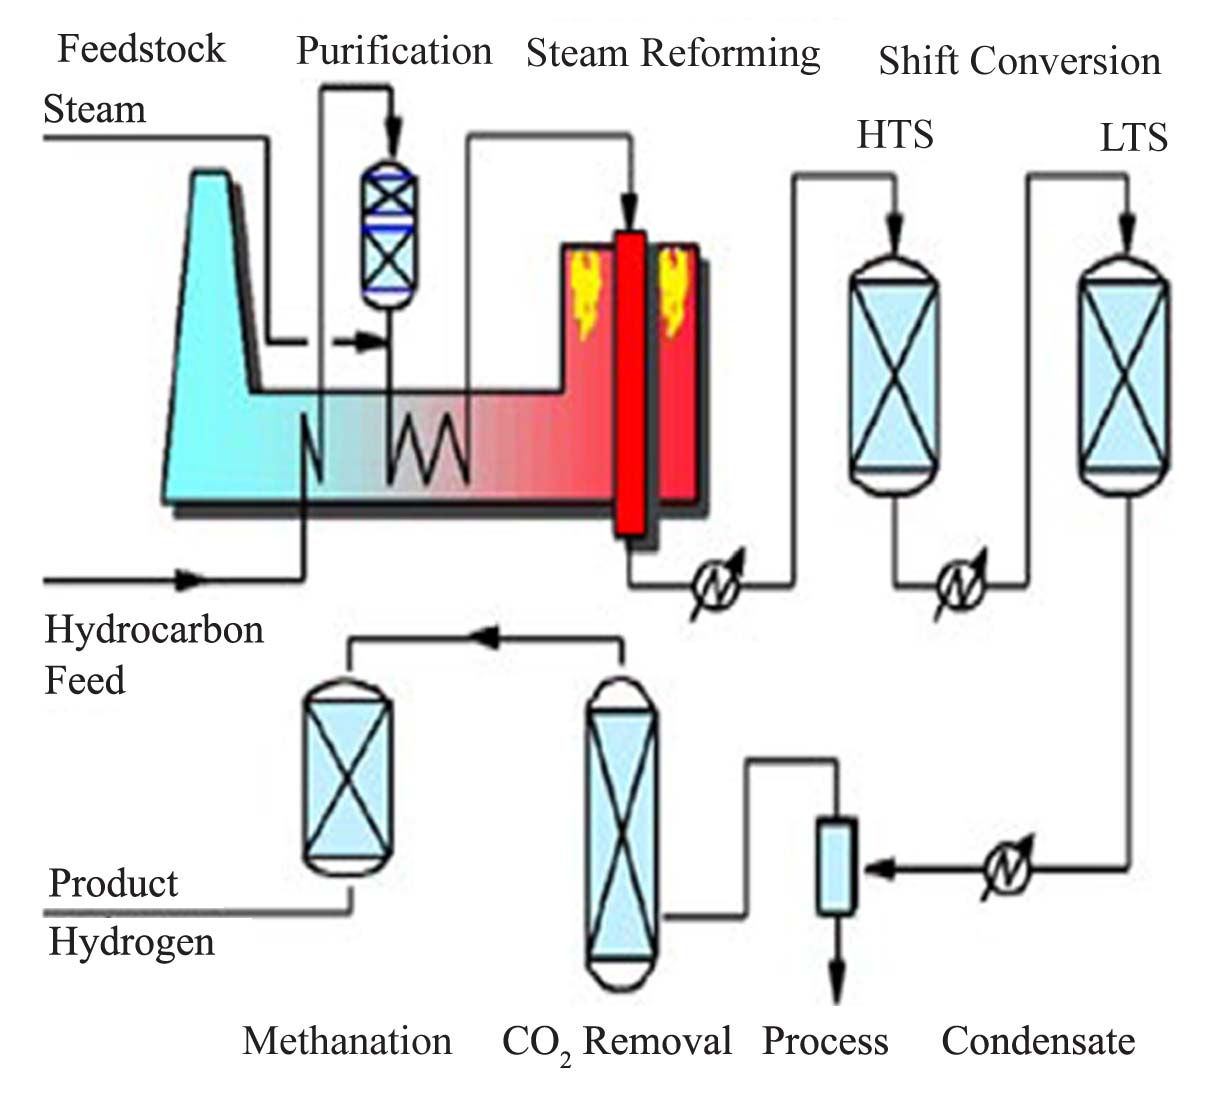 Feedstock
Purification
Steam Reforming
Shift Conversion
Steam
HTS
LTS
Hydrocarbon
Feed
Product
Hydrogen
Methanation
CO₂ Removal
Process
Condensate